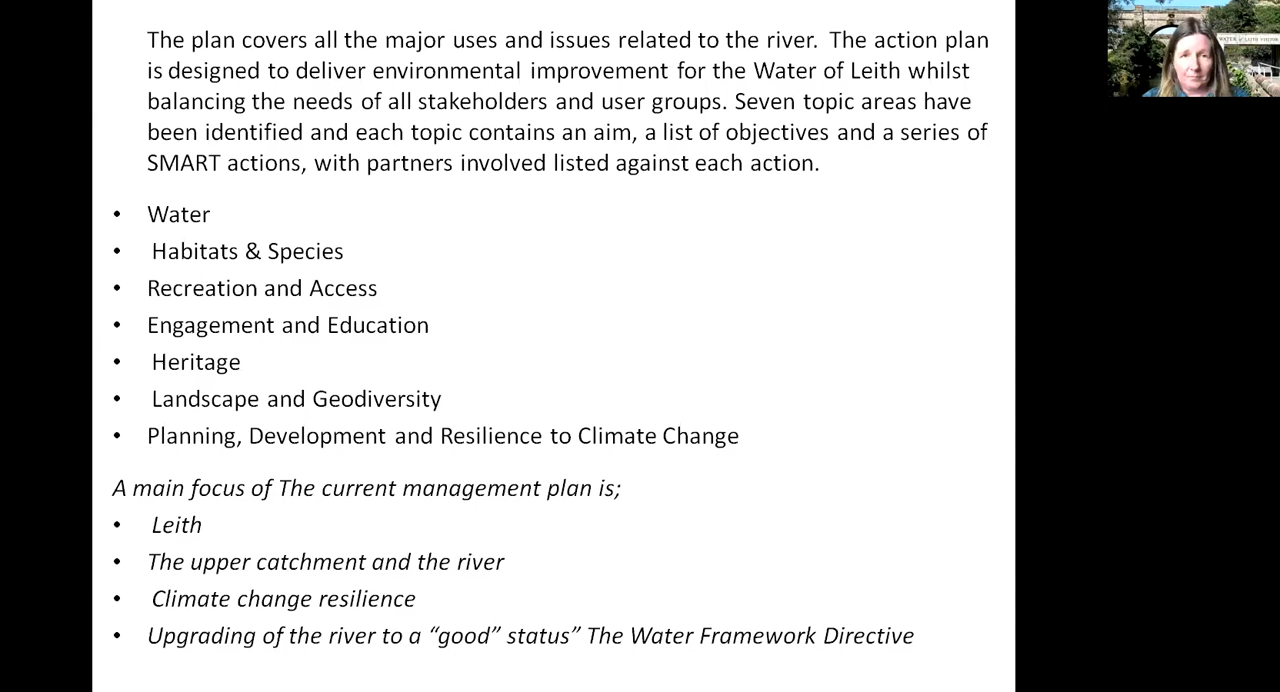 The plan covers all the major uses and issues related to the river. The action plan
is designed to deliver environmental improvement for the Water of Leith whilst
balancing the needs of all stakeholders and user groups. Seven topic areas have
been identified and each topic contains an aim, a list of objectives and a series of
SMART actions, with partners involved listed against each action.
• Water
• Habitats & Species
• Recreation and Access
• Engagement and Education
• Heritage
• Landscape and Geodiversity
• Planning, Development and Resilience to Climate Change
A main focus of The current management plan is;
• Leith
• The upper catchment and the river
• Climate change resilience
• Upgrading of the river to a “good” status” The Water Framework Directive
WATER of LEITH VISITOR